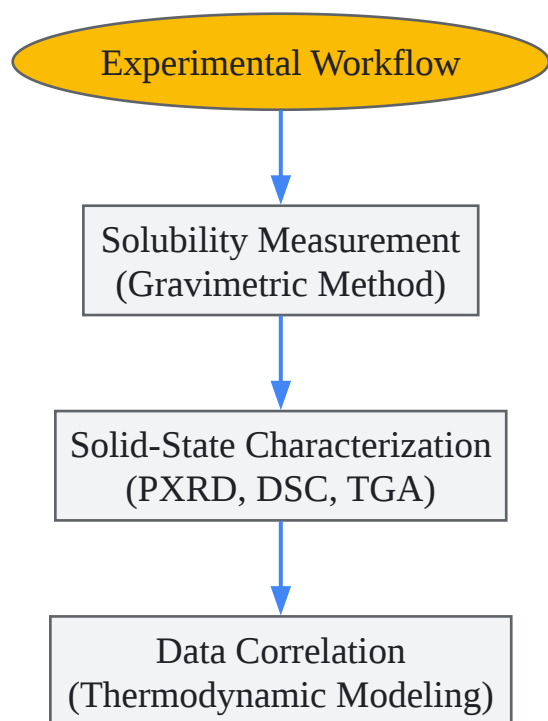 Experimental Workflow
Solubility Measurement
(Gravimetric Method)
Solid-State Characterization
(PXRD, DSC, TGA)
Data Correlation
(Thermodynamic Modeling)